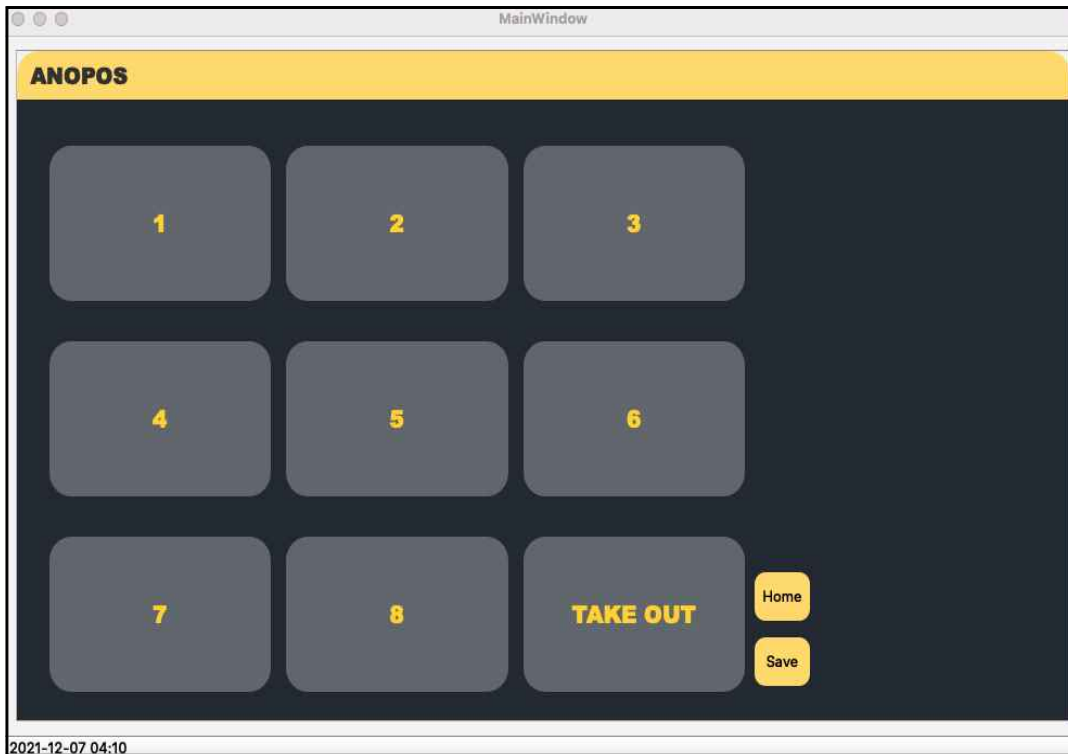 MainWindow
ANOPOS
1 2 3
4 5 6
7 8 TAKE OUT
Home
Save
2021-12-07 04:10